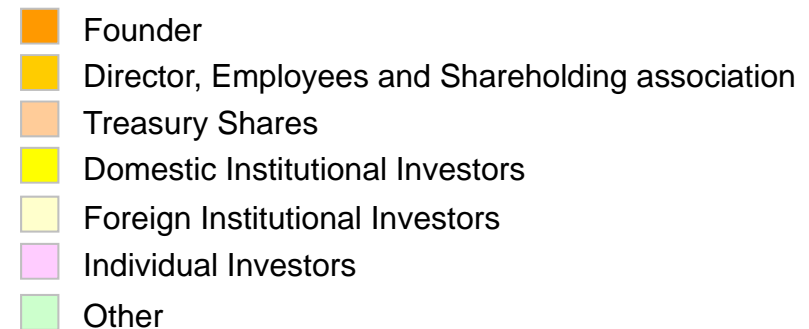 Founder
Director, Employees and Shareholding association
Treasury Shares
Domestic Institutional Investors
Foreign Institutional Investors
Individual Investors
Other